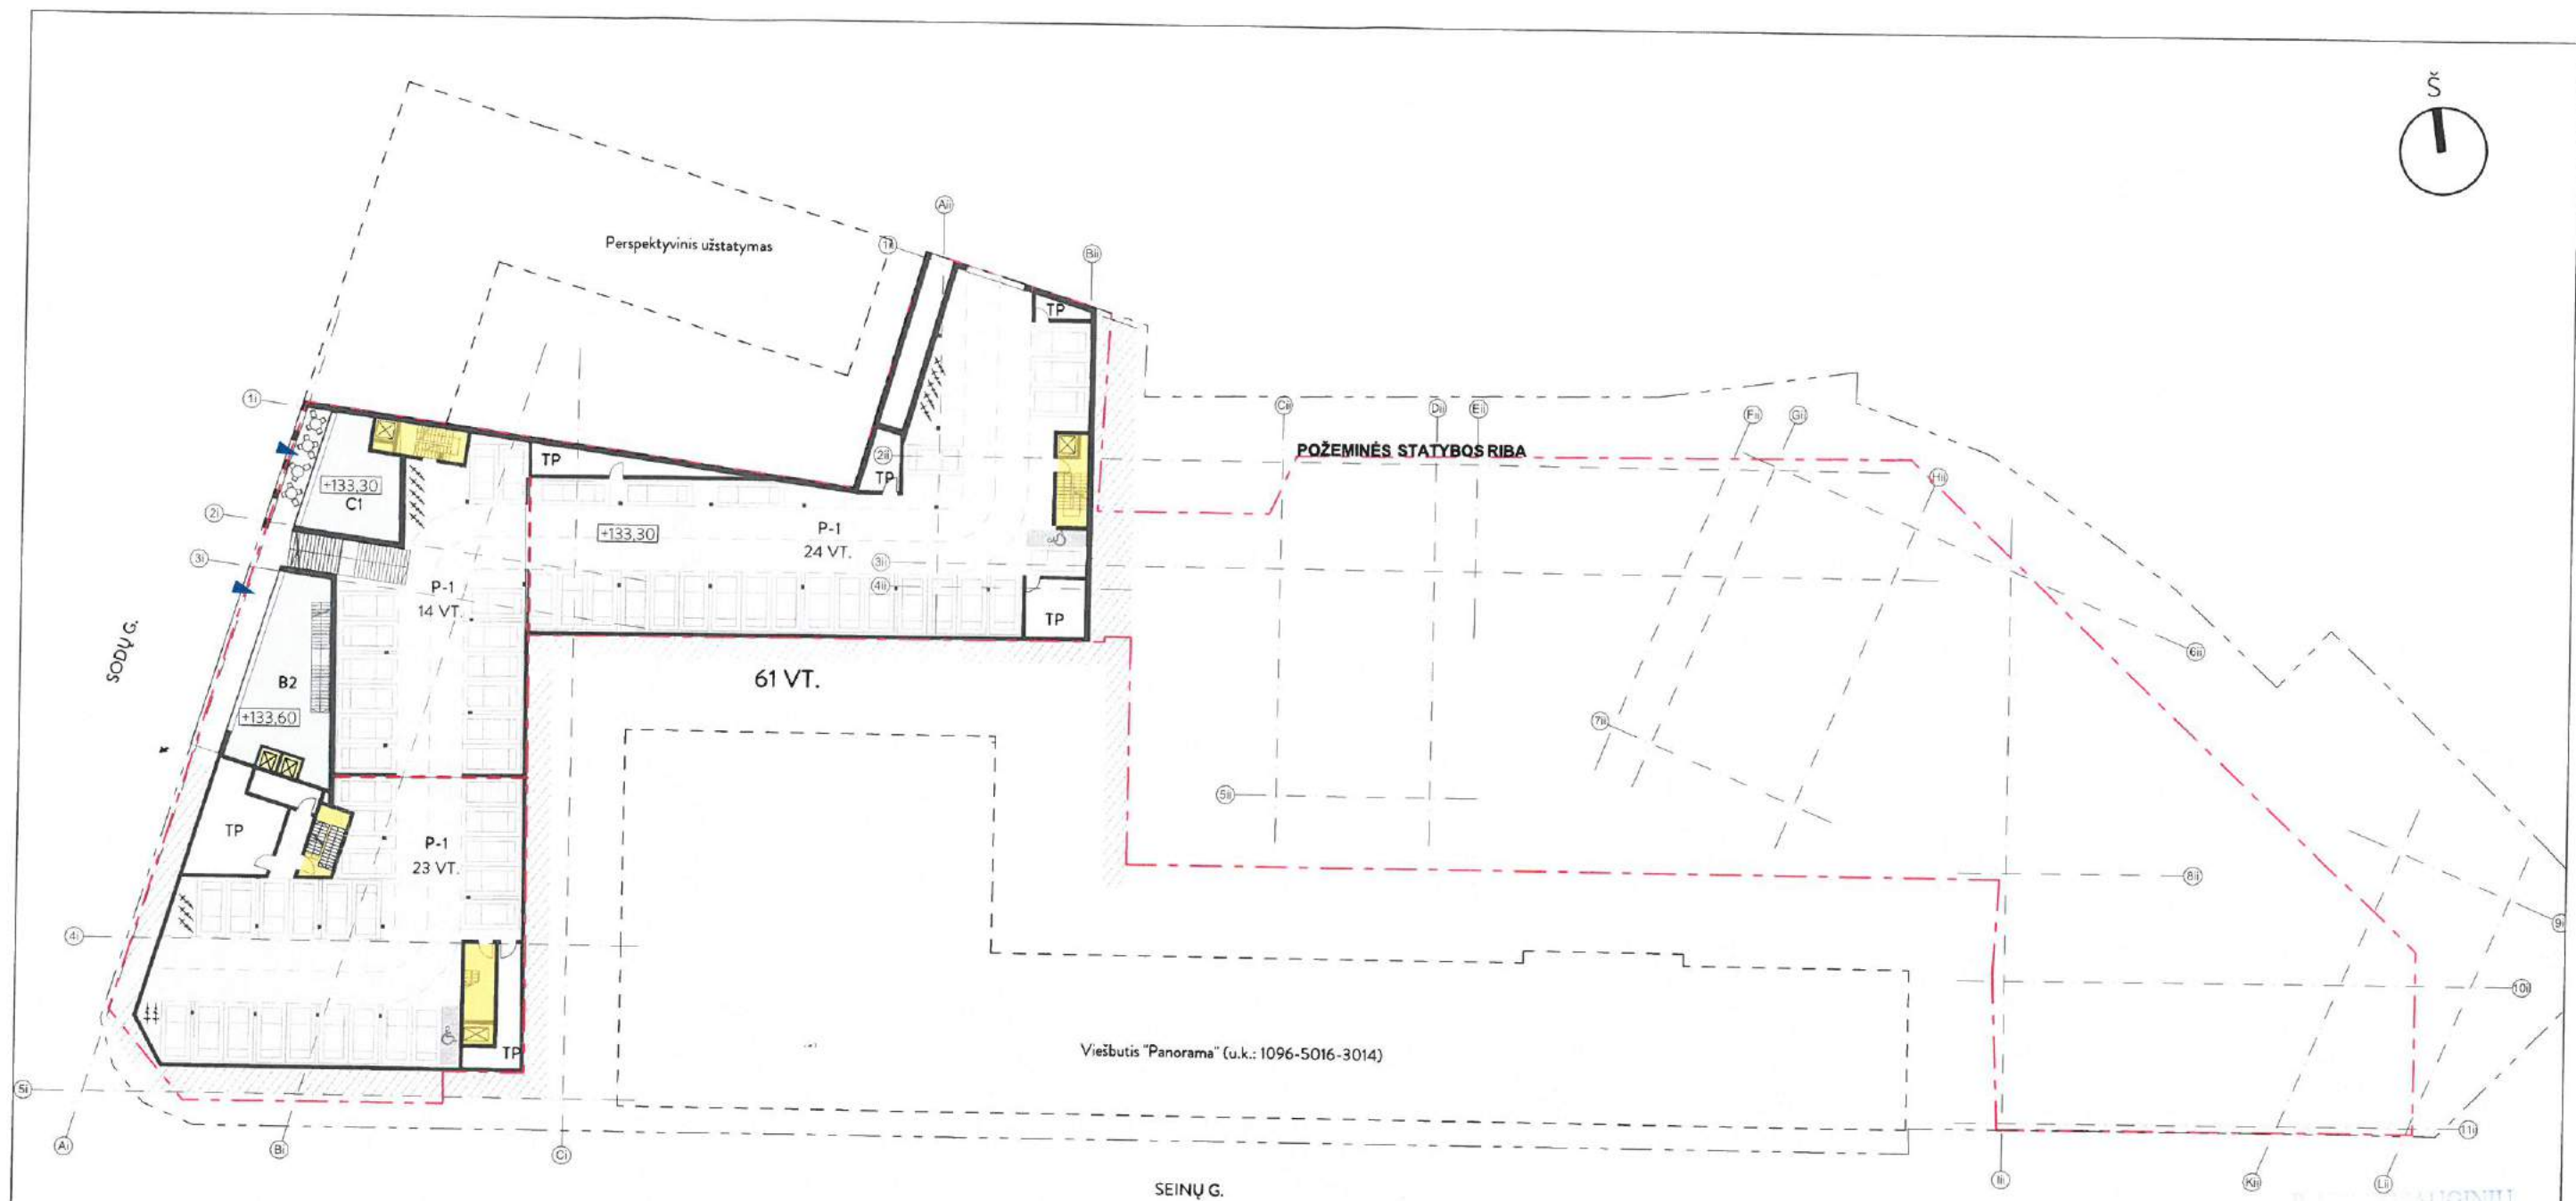 Š
Perspektyvinis užstatymas
1ii
Aii
Bii
TP
1i
Cii
Dii
Eii
Fii
Gii
POŽEMINĖS STATYBOS RIBA
2ii
TP
TP
Hii
+133,30
C1
2i
+133,30
P-1
24 VT.
3i
3ii
4ii
P-1
14 VT.
TP
SODŲ G.
6ii
B2
61 VT.
+133,60
7ii
5ii
TP
P-1
23 VT.
8ii
9i
4i
10ii
Viešbutis "Panorama" (u.k.: 1096-5016-3014)
TP
5i
11ii
Ai
Bi
Ci
Iii
Kii
Lii
SEINŲ G.